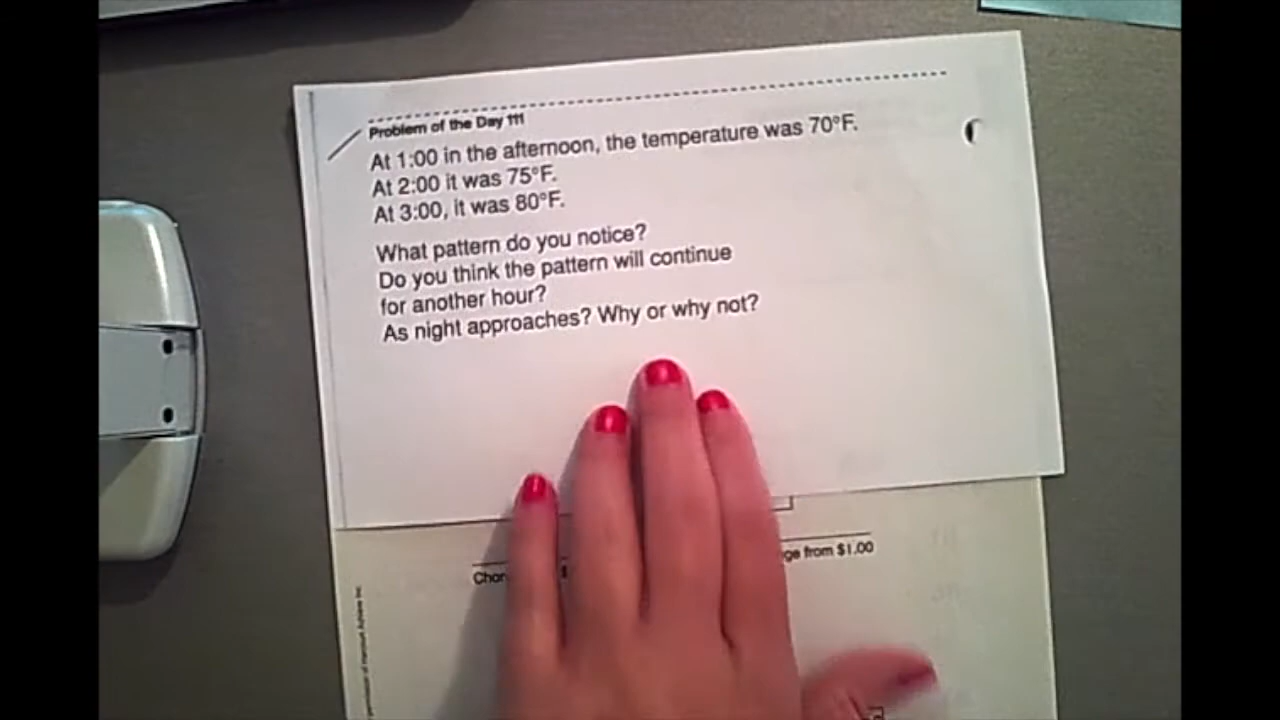 Problem of the Day 111
At 1:00 in the afternoon, the temperature was 70°F.
At 2:00 it was 75°F.
At 3:00, it was 80°F.
What pattern do you notice?
Do you think the pattern will continue
for another hour?
As night approaches? Why or why not?
from $1.00